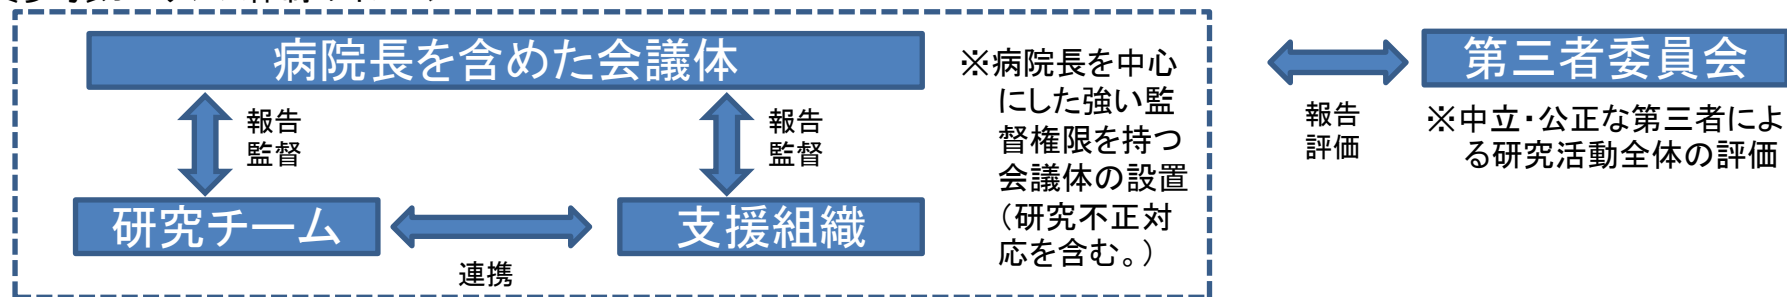 病院長を含めた会議体
報告
監督
報告
監督
研究チーム
支援組織
連携
※病院長を中心
にした強い監
督権限を持つ
会議体の設置
(研究不正対
応を含む。)
報告
評価
第三者委員会
※中立・公正な第三者によ
る研究活動全体の評価